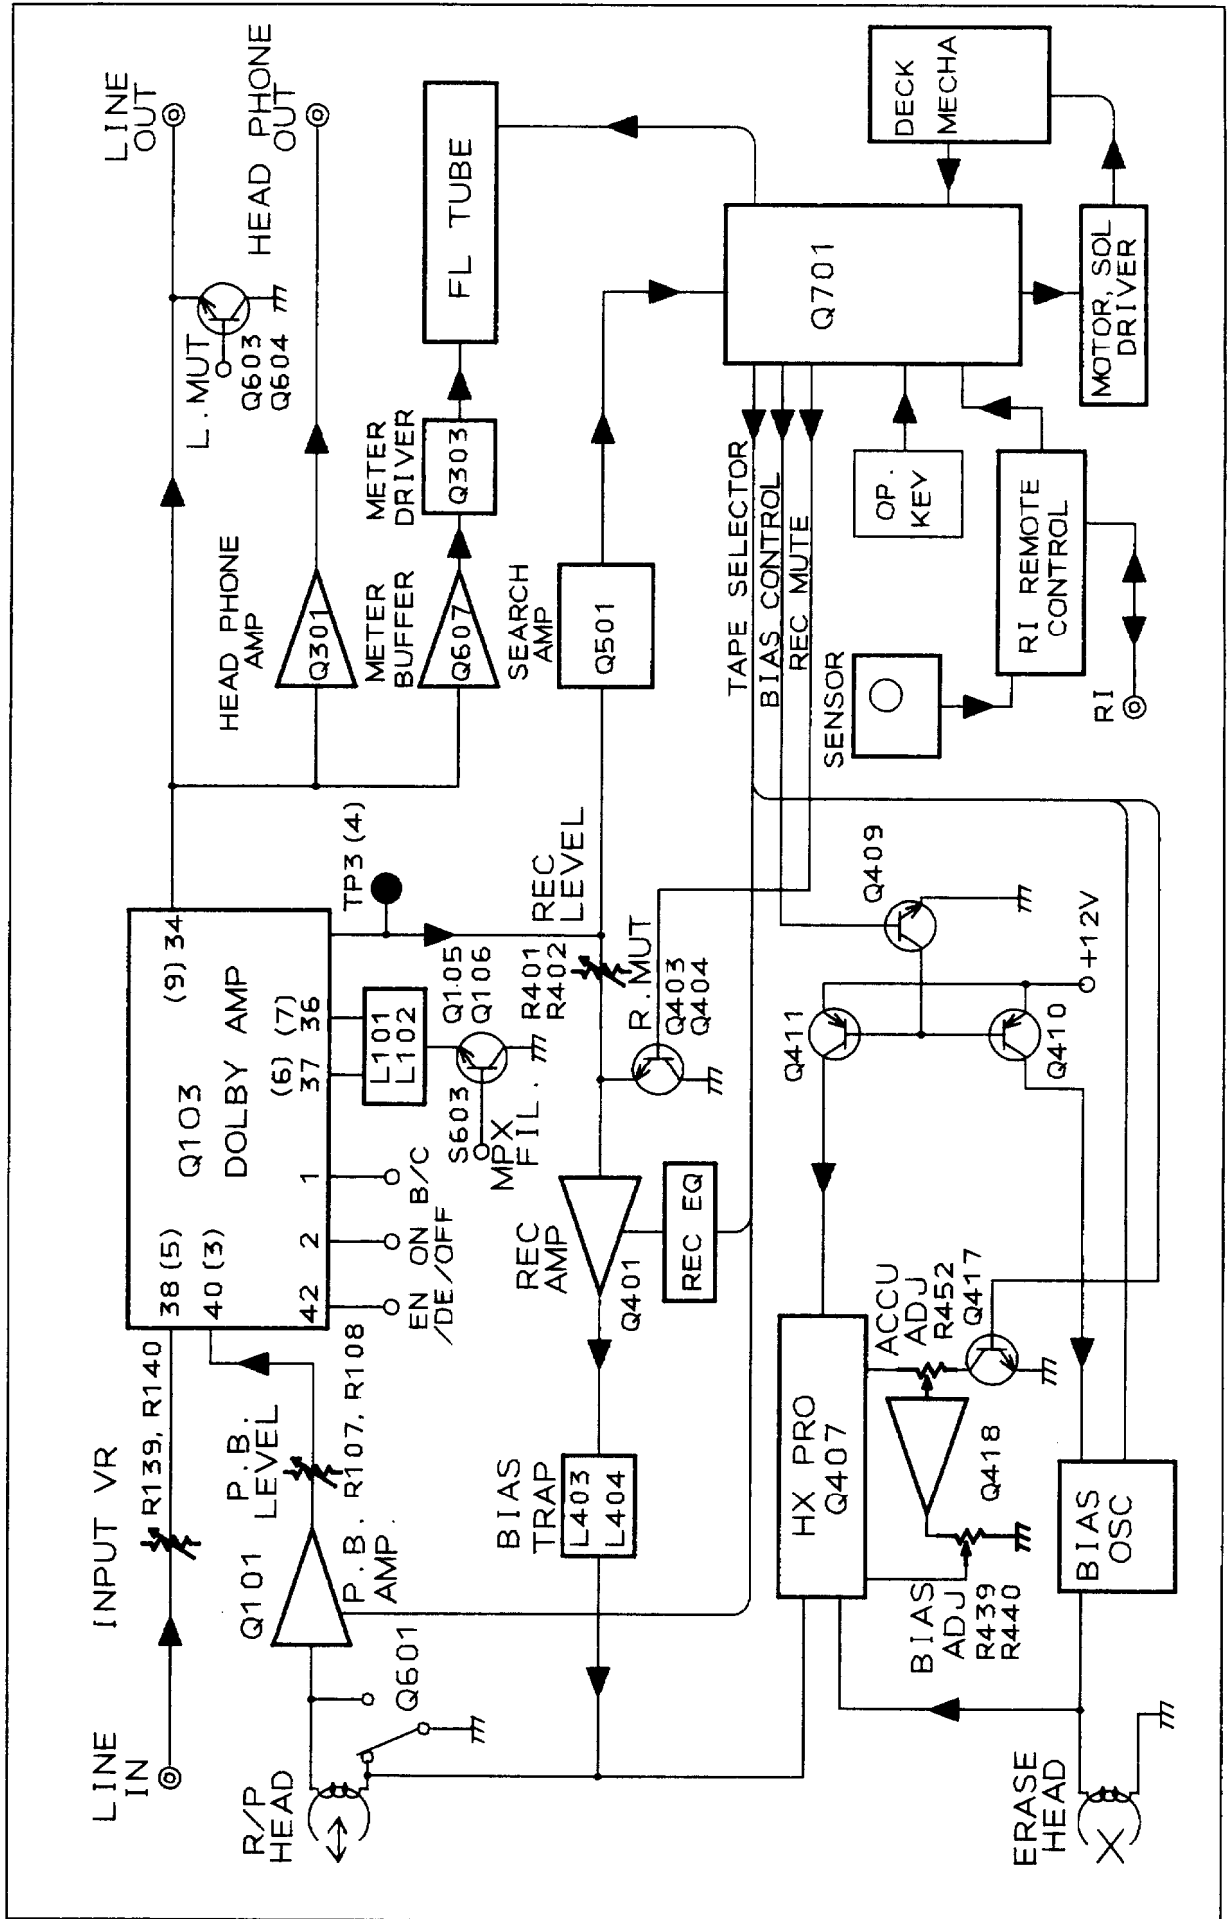 LINE
IN
INPUT VR
R139, R140
R/P
HEAD
Q101
P.B.
AMP.
P.B.
LEVEL
R107, R108
Q601
38(5)
40(3)
Q103
DOLBY AMP
(9)34
42
2
1
(6)
37
(7)
36
EN
/DE/OFF
ON
B/C
L101
L102
Q105
Q106
S603
MPX
FIL.
TP3(4)
LINE
OUT
L.MUT
Q603
Q604
HEAD PHONE
OUT
HEAD PHONE
AMP
Q301
METER
BUFFER
Q607
METER
DRIVER
Q303
FL TUBE
SEARCH
AMP
Q501
REC
LEVEL
R401
R402
R.MUT
Q403
Q404
REC
AMP
Q401
REC EQ
BIAS
TRAP
L403
L404
TAPE SELECTOR
BIAS CONTROL
REC MUTE
Q701
DECK
MECHA
MOTOR, SOL
DRIVER
OP.
KEY
RI REMOTE
CONTROL
SENSOR
RI
Q409
Q411
Q410
+12V
HX PRO
Q407
ACCU
ADJ
R452
Q417
Q418
BIAS
ADJ
R439
R440
BIAS
OSC
ERASE
HEAD